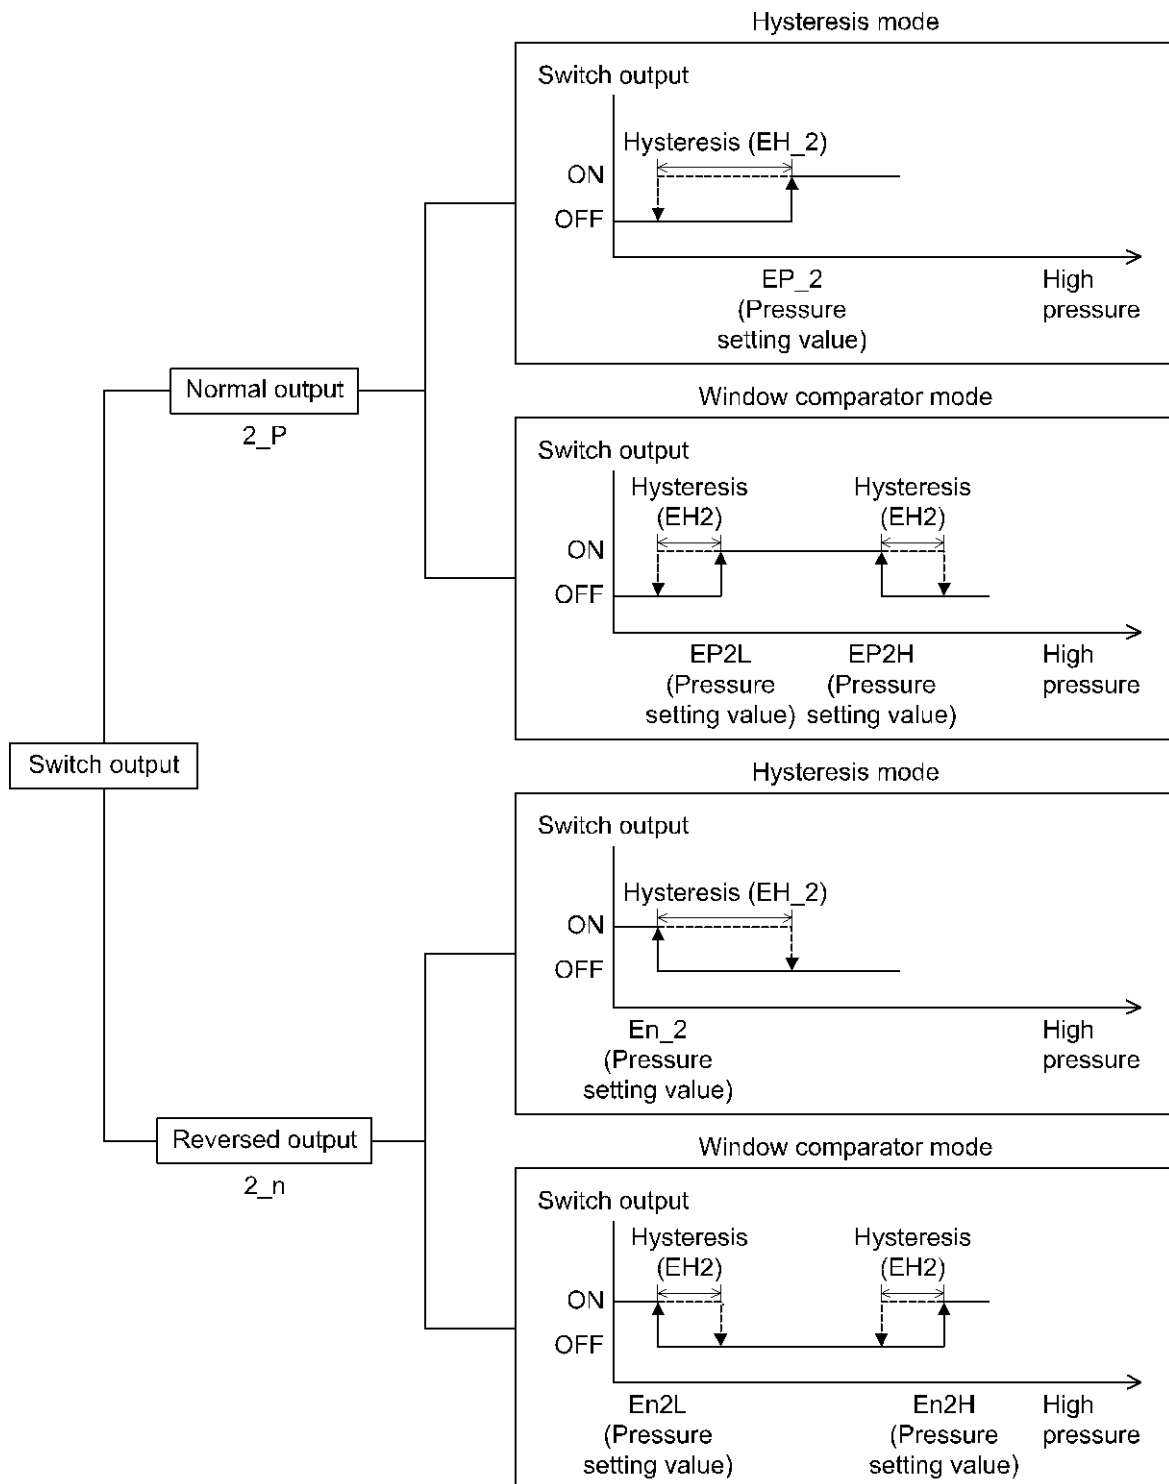 Hysteresis mode
Switch output
Hysteresis (EH_2)
ON
OFF
EP_2
(Pressure
setting value)
High
pressure
Normal output
2_P
Window comparator mode
Switch output
Hysteresis
(EH2)
Hysteresis
(EH2)
ON
OFF
EP2L
(Pressure
setting value)
EP2H
(Pressure
setting value)
High
pressure
Switch output
Hysteresis mode
Switch output
Hysteresis (EH_2)
ON
OFF
En_2
(Pressure
setting value)
High
pressure
Reversed output
2_n
Window comparator mode
Switch output
Hysteresis
(EH2)
Hysteresis
(EH2)
ON
OFF
En2L
(Pressure
setting value)
En2H
(Pressure
setting value)
High
pressure